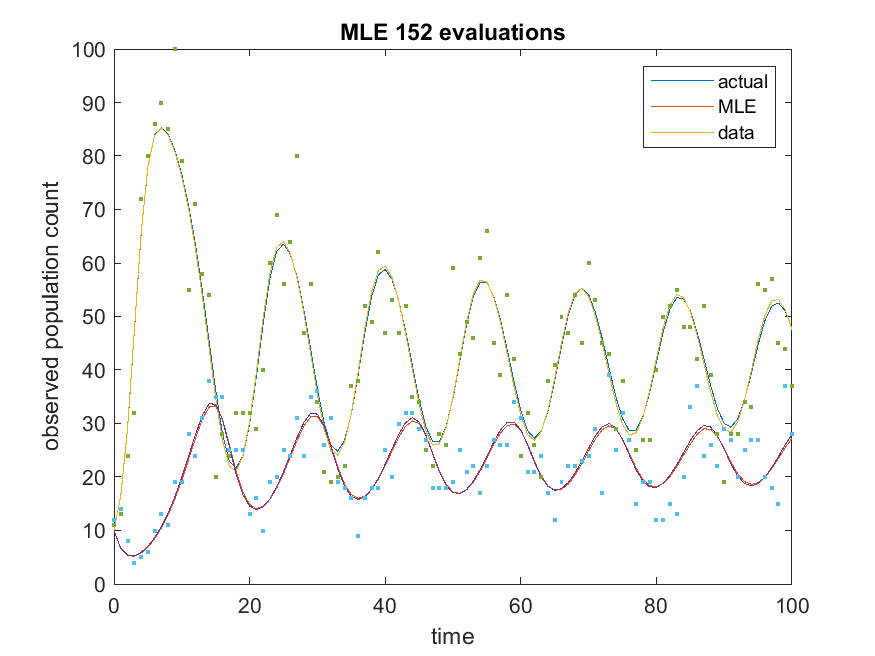 MLE 152 evaluations
100
90
80
70
60
50
40
30
20
10
0
observed population count
actual
MLE
data
0 20 40 60 80 100
time